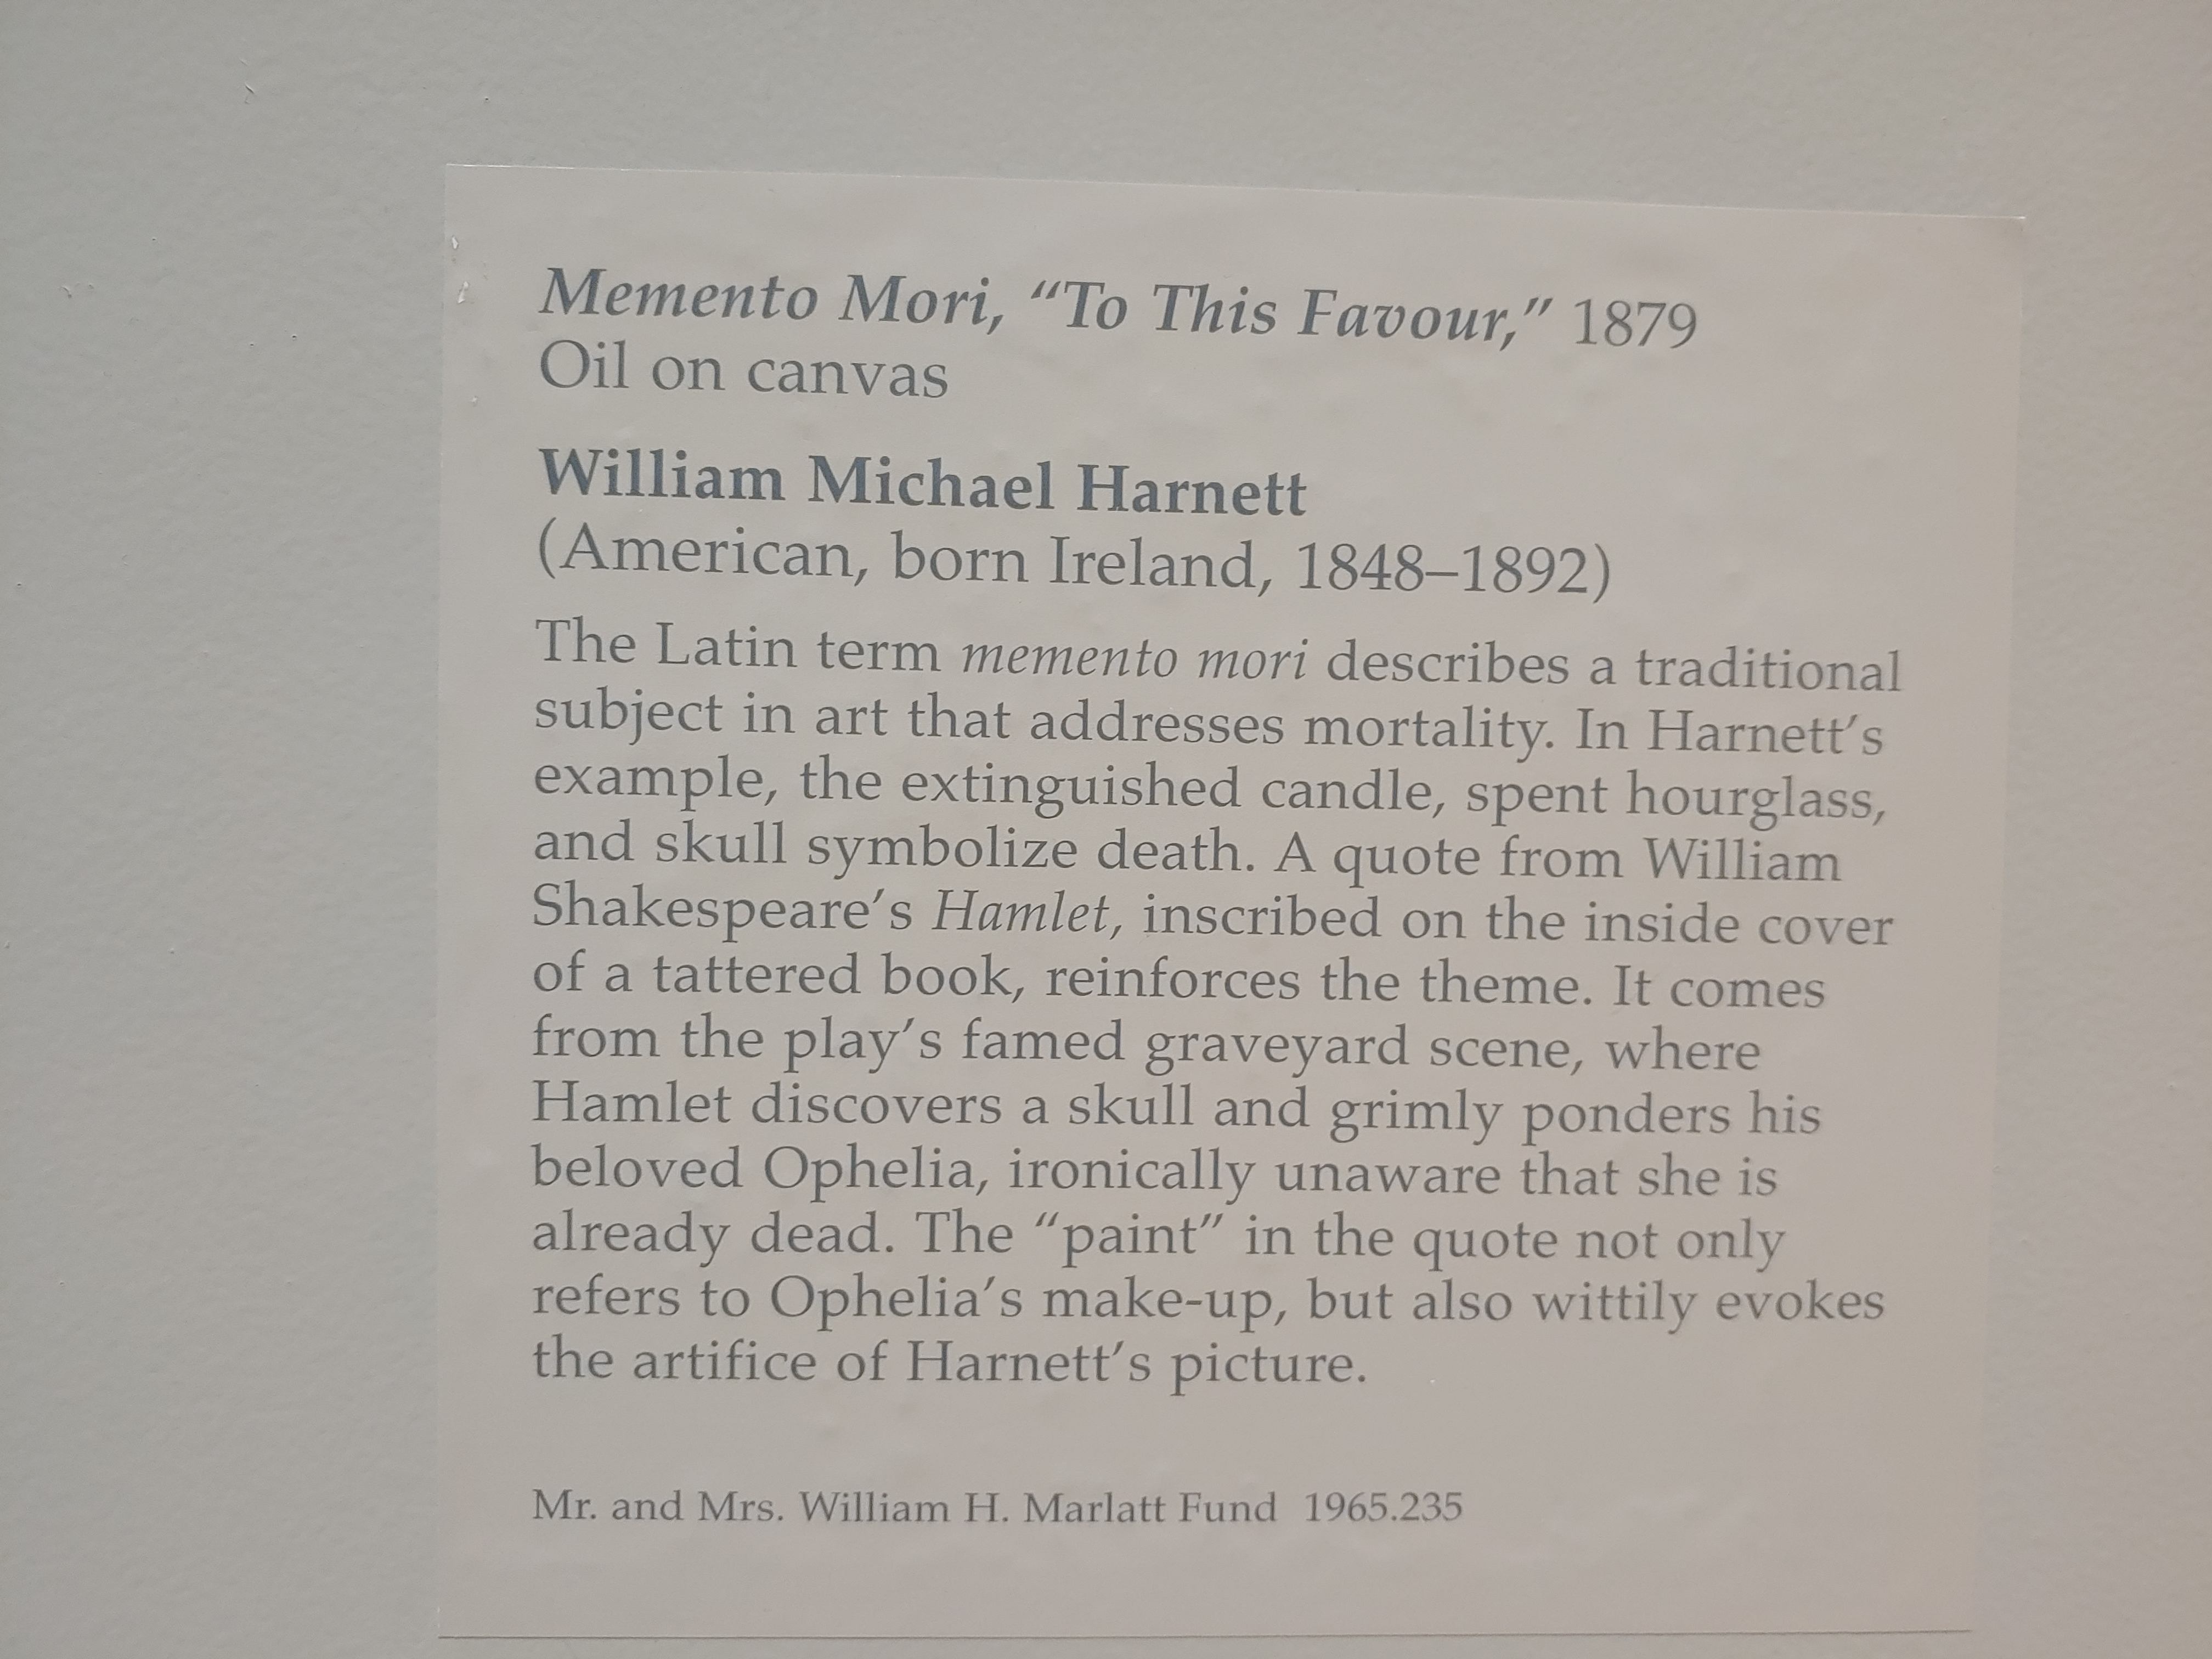 Memento Mori, “To This Favour,” 1879
Oil on canvas
William Michael Harnett
(American, born Ireland, 1848–1892)
The Latin term memento mori describes a traditional
subject in art that addresses mortality. In Harnett’s
example, the extinguished candle, spent hourglass,
and skull symbolize death. A quote from William
Shakespeare’s Hamlet, inscribed on the inside cover
of a tattered book, reinforces the theme. It comes
from the play’s famed graveyard scene, where
Hamlet discovers a skull and grimly ponders his
beloved Ophelia, ironically unaware that she is
already dead. The “paint” in the quote not only
refers to Ophelia’s make-up, but also wittily evokes
the artifice of Harnett’s picture.
Mr. and Mrs. William H. Marlatt Fund 1965.235